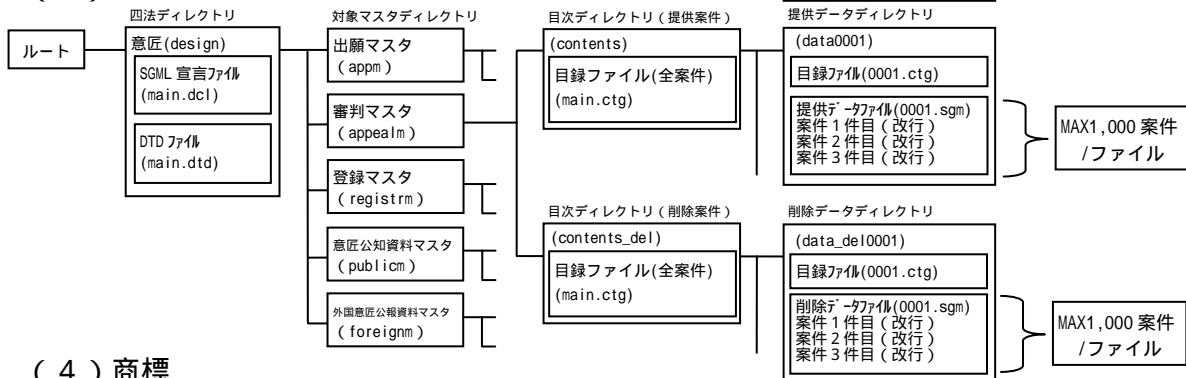 四法ディレクトリ
対象マスタディレクトリ
目次ディレクトリ(提供案件)
提供データディレクトリ
ルート
意匠(design)
SGML 宣言ファイル
(main.dcl)
DTD ファイル
(main.dtd)
出願マスタ
(appm)
審判マスタ
(appealm)
登録マスタ
(registrm)
意匠公知資料マスタ
(publicm)
外国意匠公報資料マスタ
(foreignm)
(contents)
目録ファイル(全案件)
(main.ctg)
(data0001)
目録ファイル(0001.ctg)
提供データファイル(0001.sgm)
案件1件目(改行)
案件2件目(改行)
案件3件目(改行)
MAX1,000 案件
/ファイル
目次ディレクトリ(削除案件)
削除データディレクトリ
(contents_del)
目録ファイル(全案件)
(main.ctg)
(data_del0001)
目録ファイル(0001.ctg)
削除データファイル(0001.sgm)
案件1件目(改行)
案件2件目(改行)
案件3件目(改行)
MAX1,000 案件
/ファイル
(4)商標